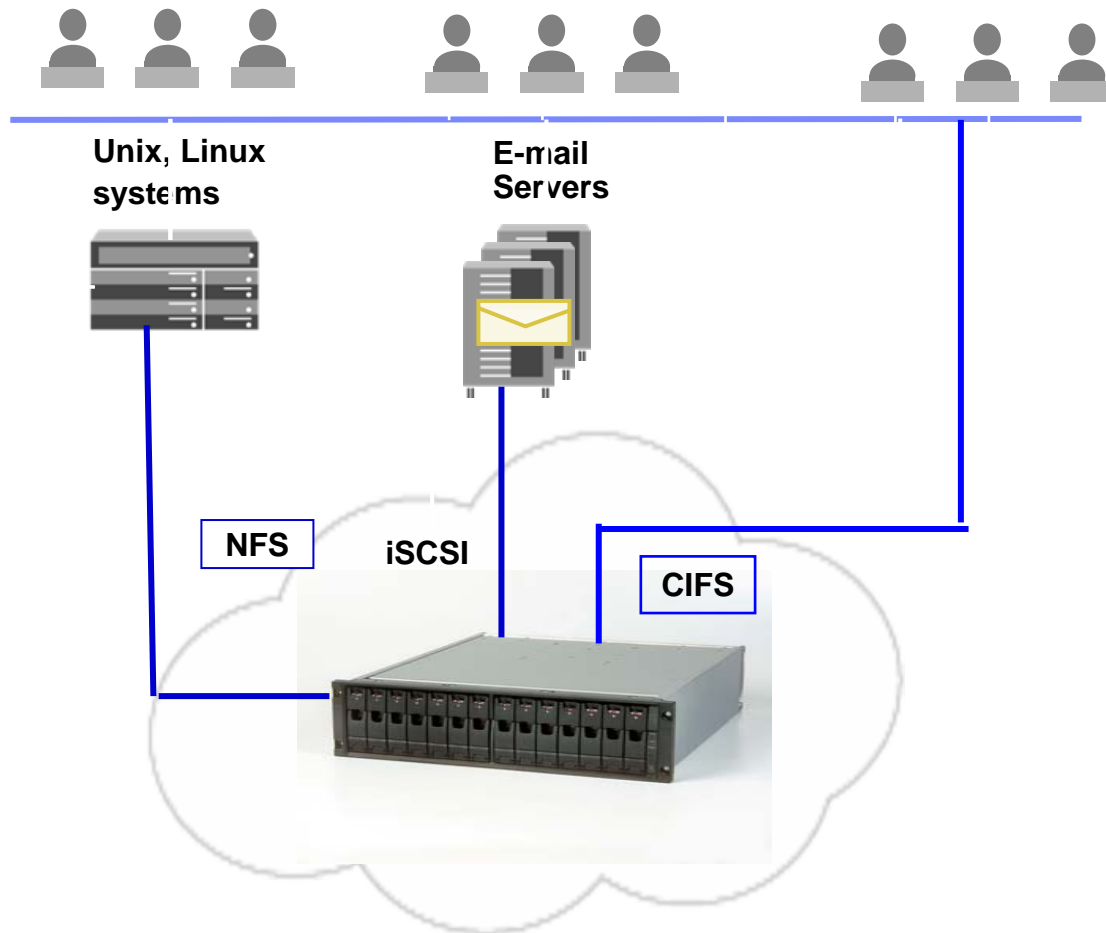 Unix, Linux
systems
E-mail
Servers
NFS
iSCSI
CIFS